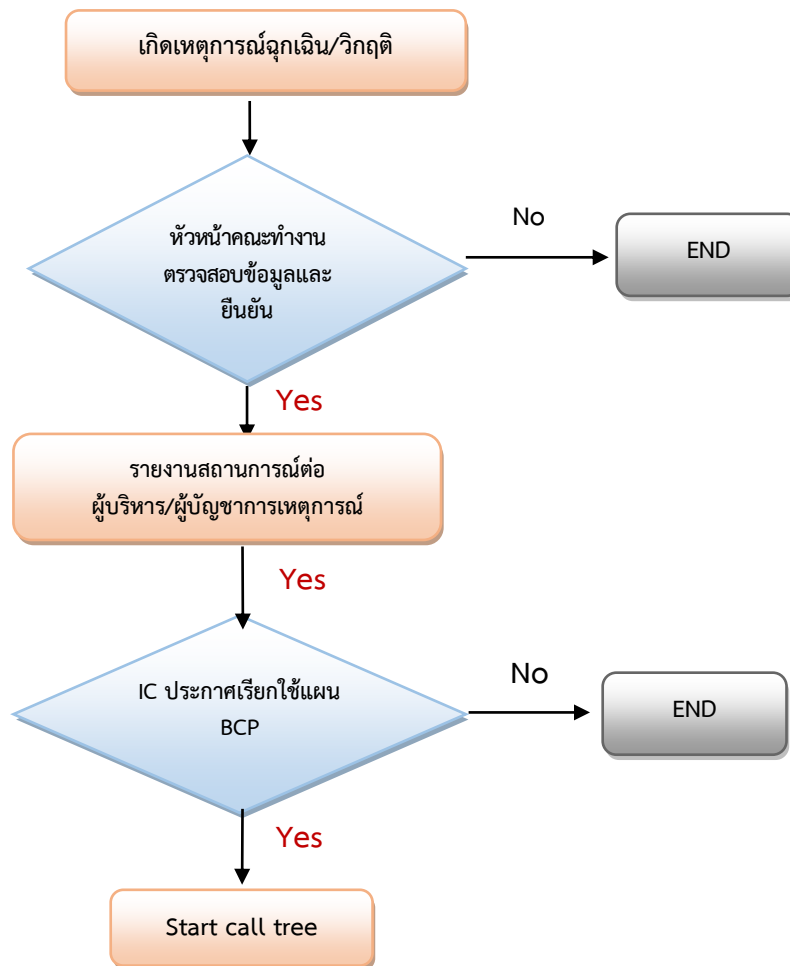 เกิดเหตุการณ์ฉุกเฉิน/วิกฤติ
หัวหน้าคณะทำงาน
ตรวจสอบข้อมูลและ
ยืนยัน
No
END
Yes
รายงานสถานการณ์ต่อ
ผู้บริหาร/ผู้บัญชาการเหตุการณ์
Yes
IC ประกาศเรียกใช้แผน
BCP
No
END
Yes
Start call tree